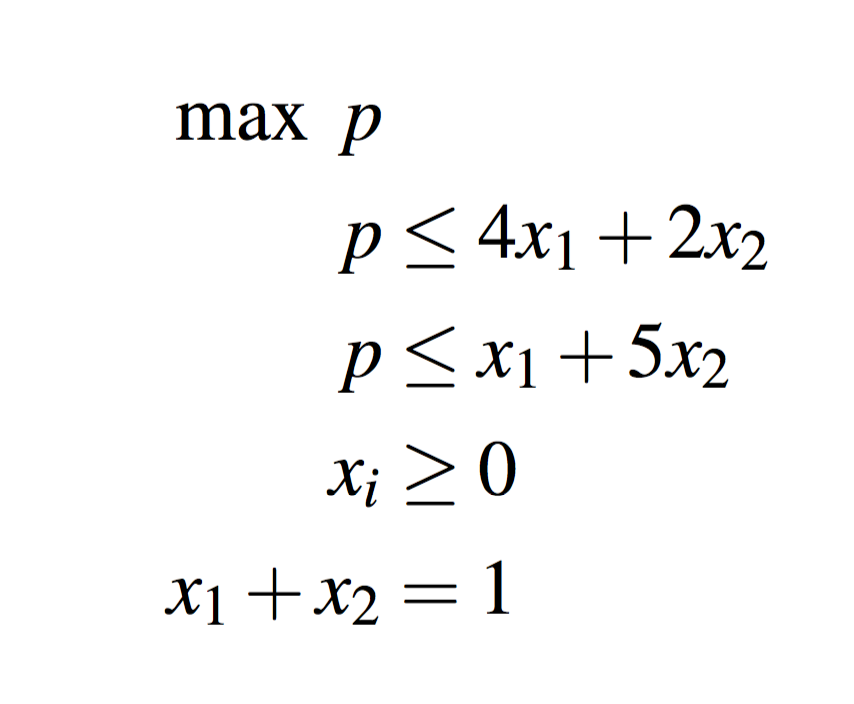 max p
p ≤ 4x₁ + 2x₂
p ≤ x₁ + 5x₂
xᵢ ≥ 0
x₁ + x₂ = 1